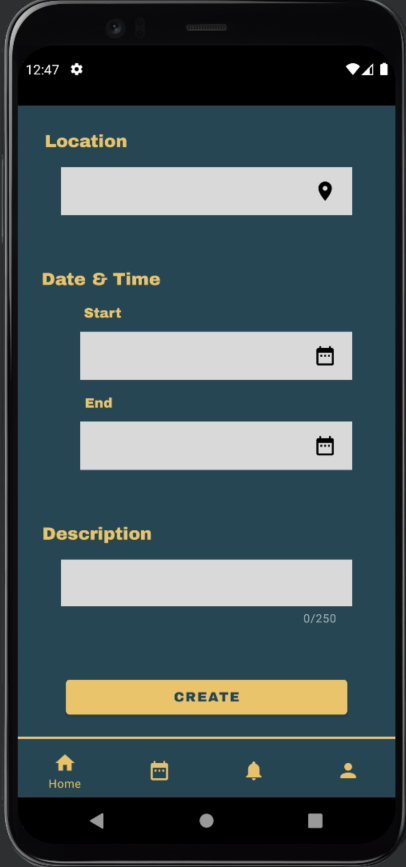 12:47
Location
Date & Time
Start
End
Description
0/250
CREATE
Home